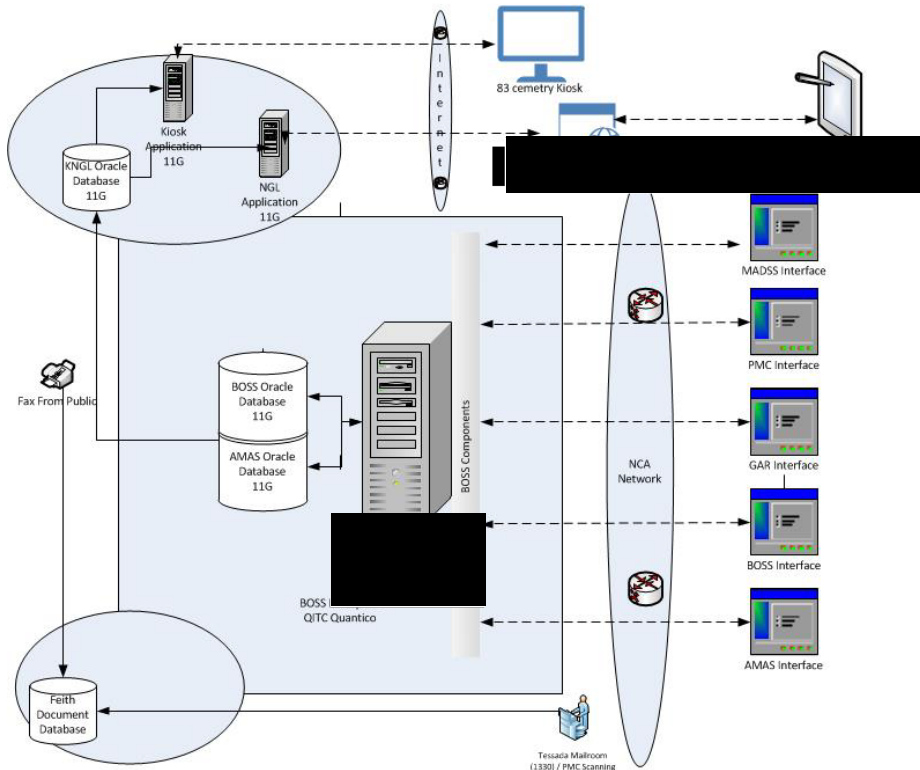 83 cemetry Kiosk
Internet
Kiosk
Application
11G
KNGL Oracle
Database
11G
NGL
Application
11G
MADSS Interface
PMC Interface
Fax From Public
BOSS Oracle
Database
11G
AMAS Oracle
Database
11G
BOSS Components
NCA
Network
GAR Interface
BOSS Interface
BOSS
QITC Quantico
AMAS Interface
Feith
Document
Database
Tessada Mailroom
(1330) / PMC Scanning